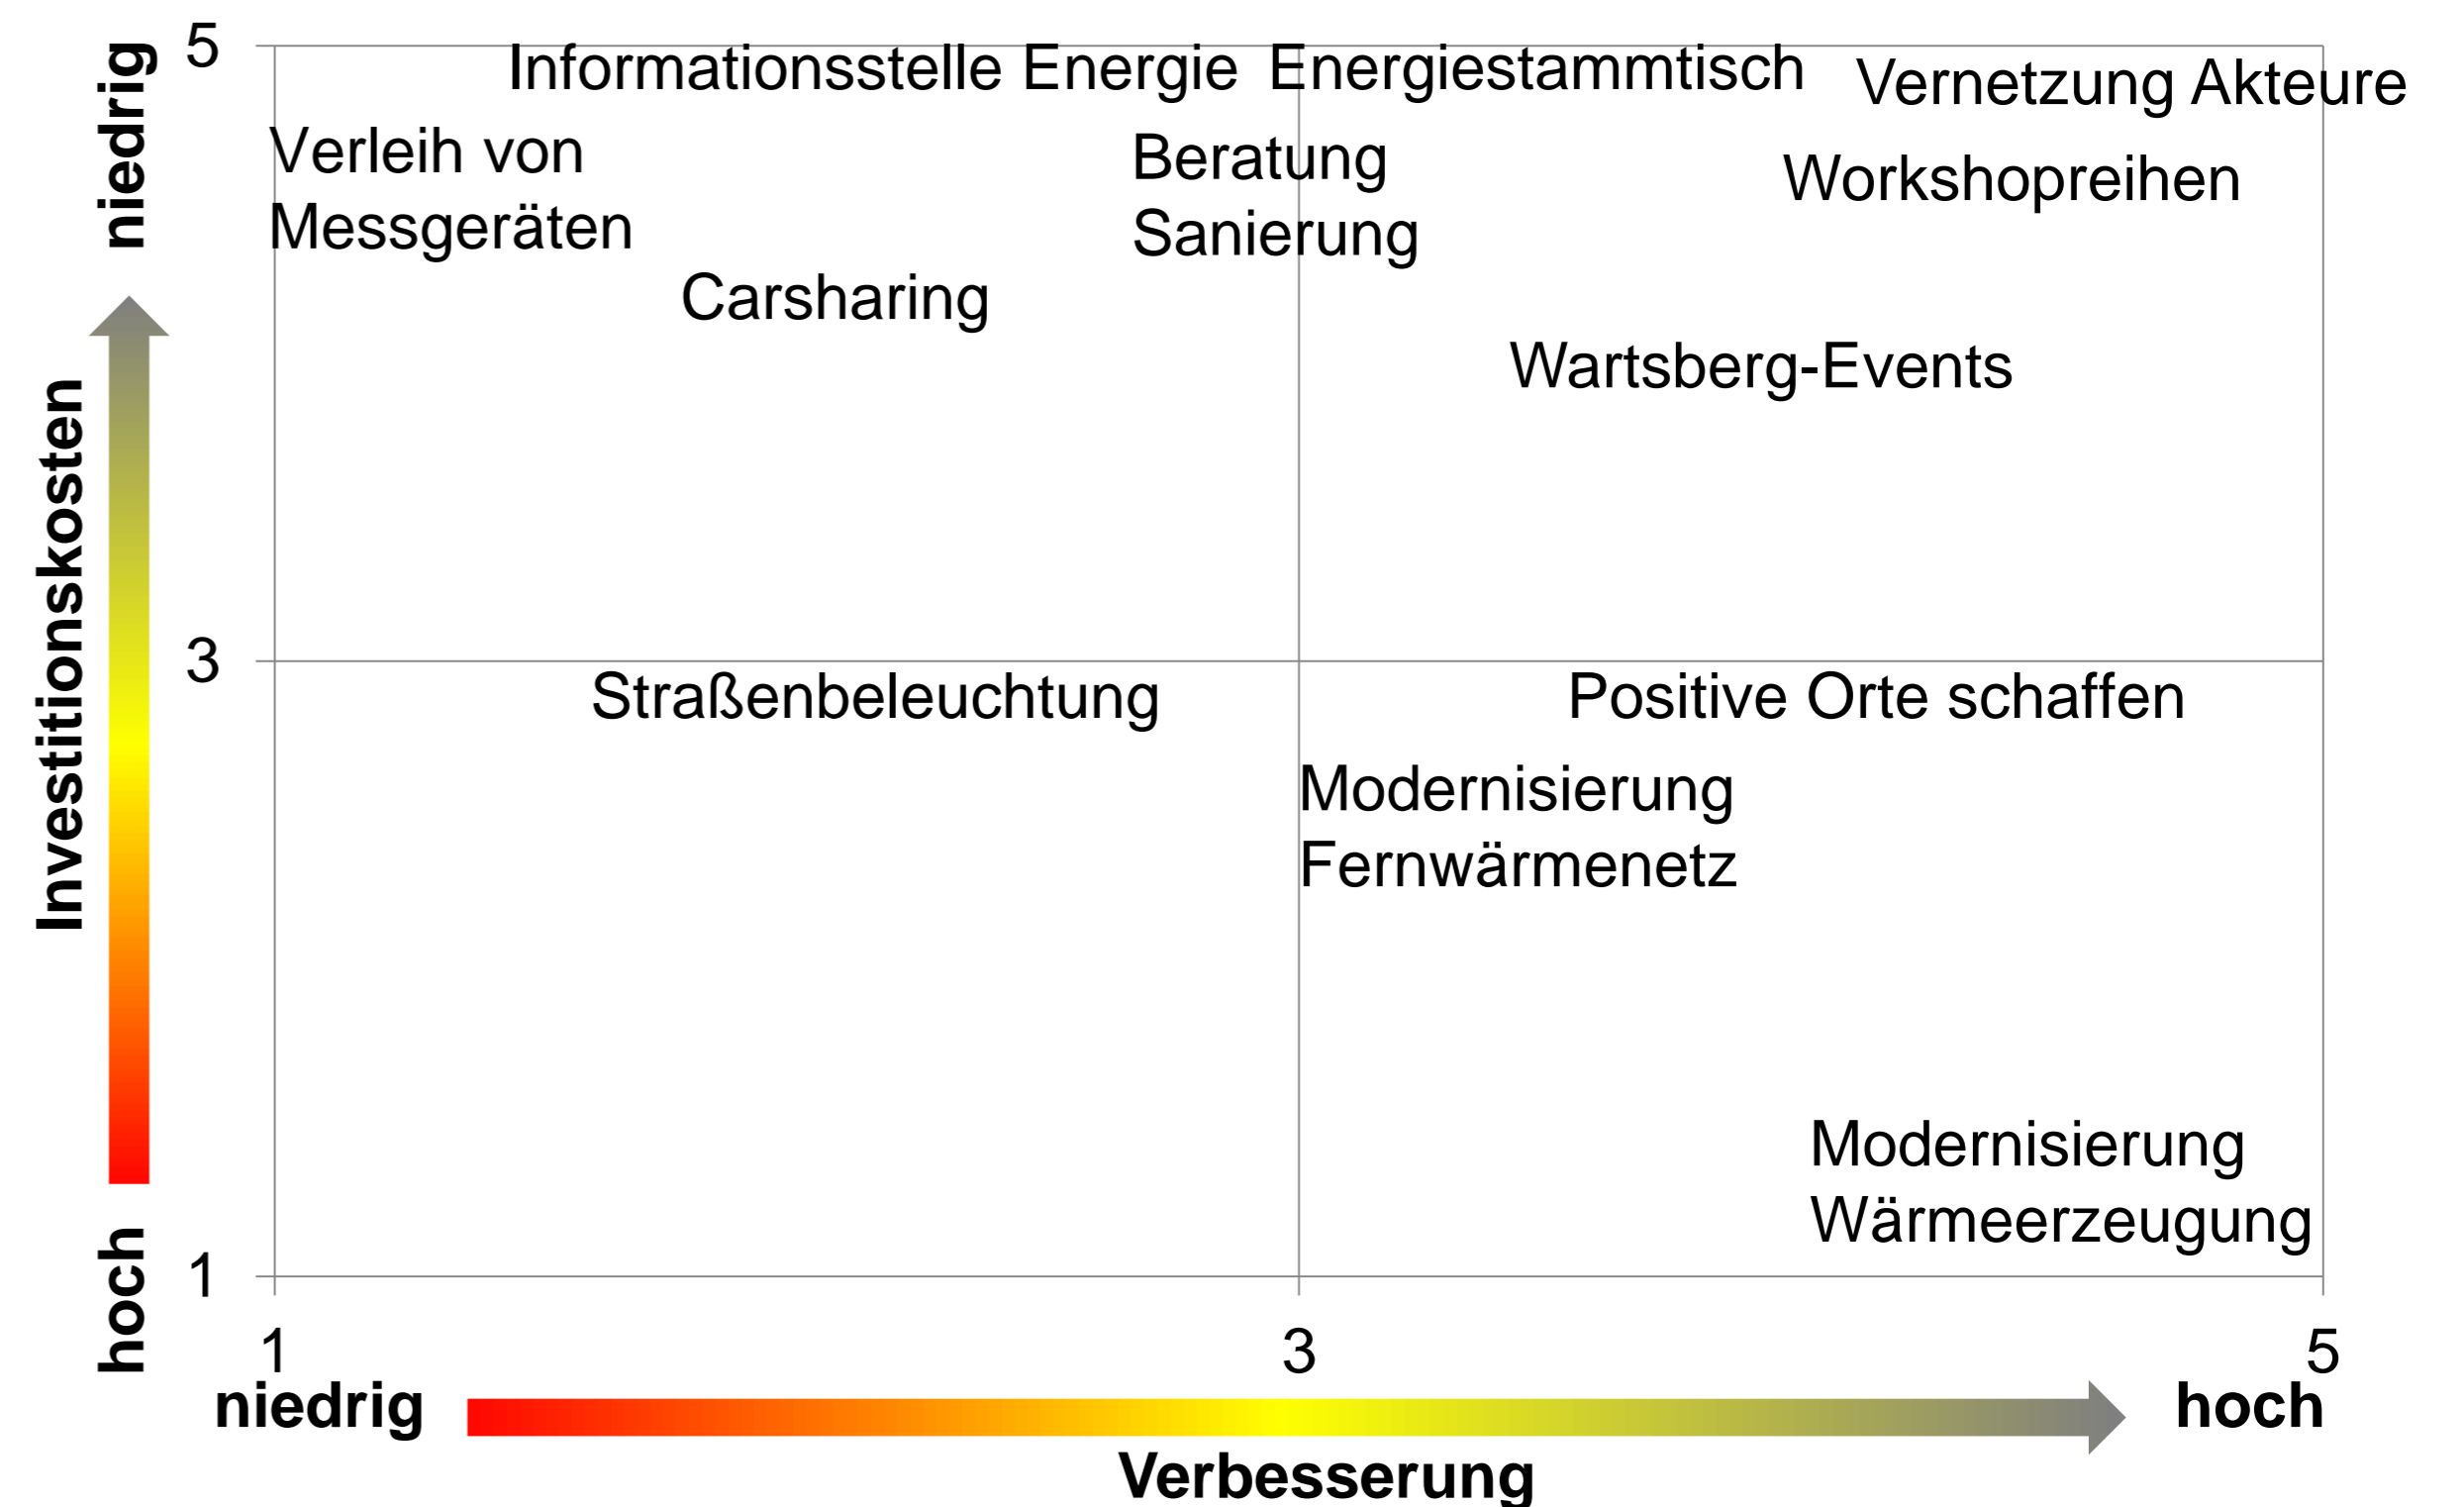 niedrig
Investitionskosten
hoch
5
3
1
Informationsstelle Energie
Energiestammtisch
Vernetzung Akteure
Verleih von
Messgeräten
Beratung
Sanierung
Workshopreihen
Carsharing
Wartsberg-Events
Straßenbeleuchtung
Positive Orte schaffen
Modernisierung
Fernwärmenetz
Modernisierung
Wärmeerzeugung
1
3
5
niedrig
hoch
Verbesserung